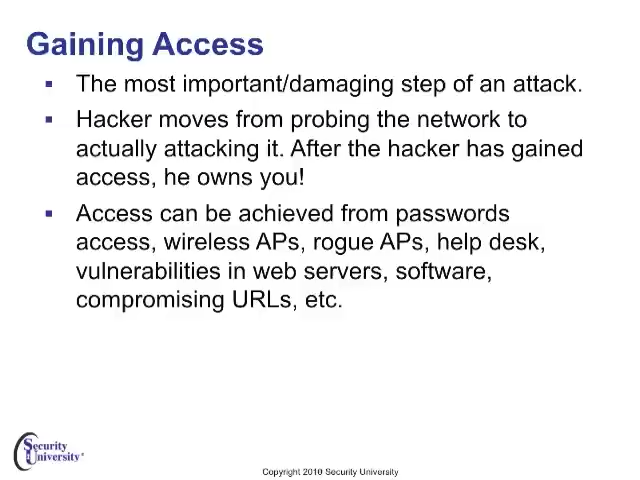 Gaining Access
▪ The most important/damaging step of an attack.
▪ Hacker moves from probing the network to
actually attacking it. After the hacker has gained
access, he owns you!
▪ Access can be achieved from passwords
access, wireless APs, rogue APs, help desk,
vulnerabilities in web servers, software,
compromising URLs, etc.
Security
University
Copyright 2010 Security University